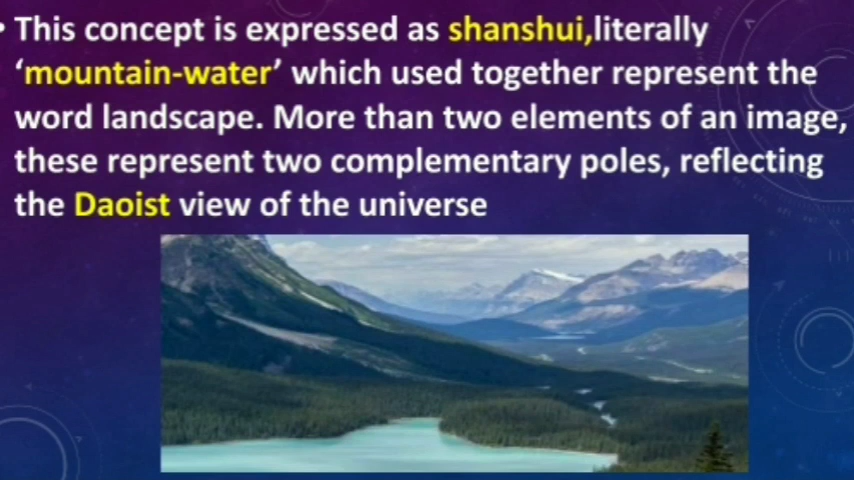 • This concept is expressed as shanshui,literally
‘mountain-water’ which used together represent the
word landscape. More than two elements of an image,
these represent two complementary poles, reflecting
the Daoist view of the universe